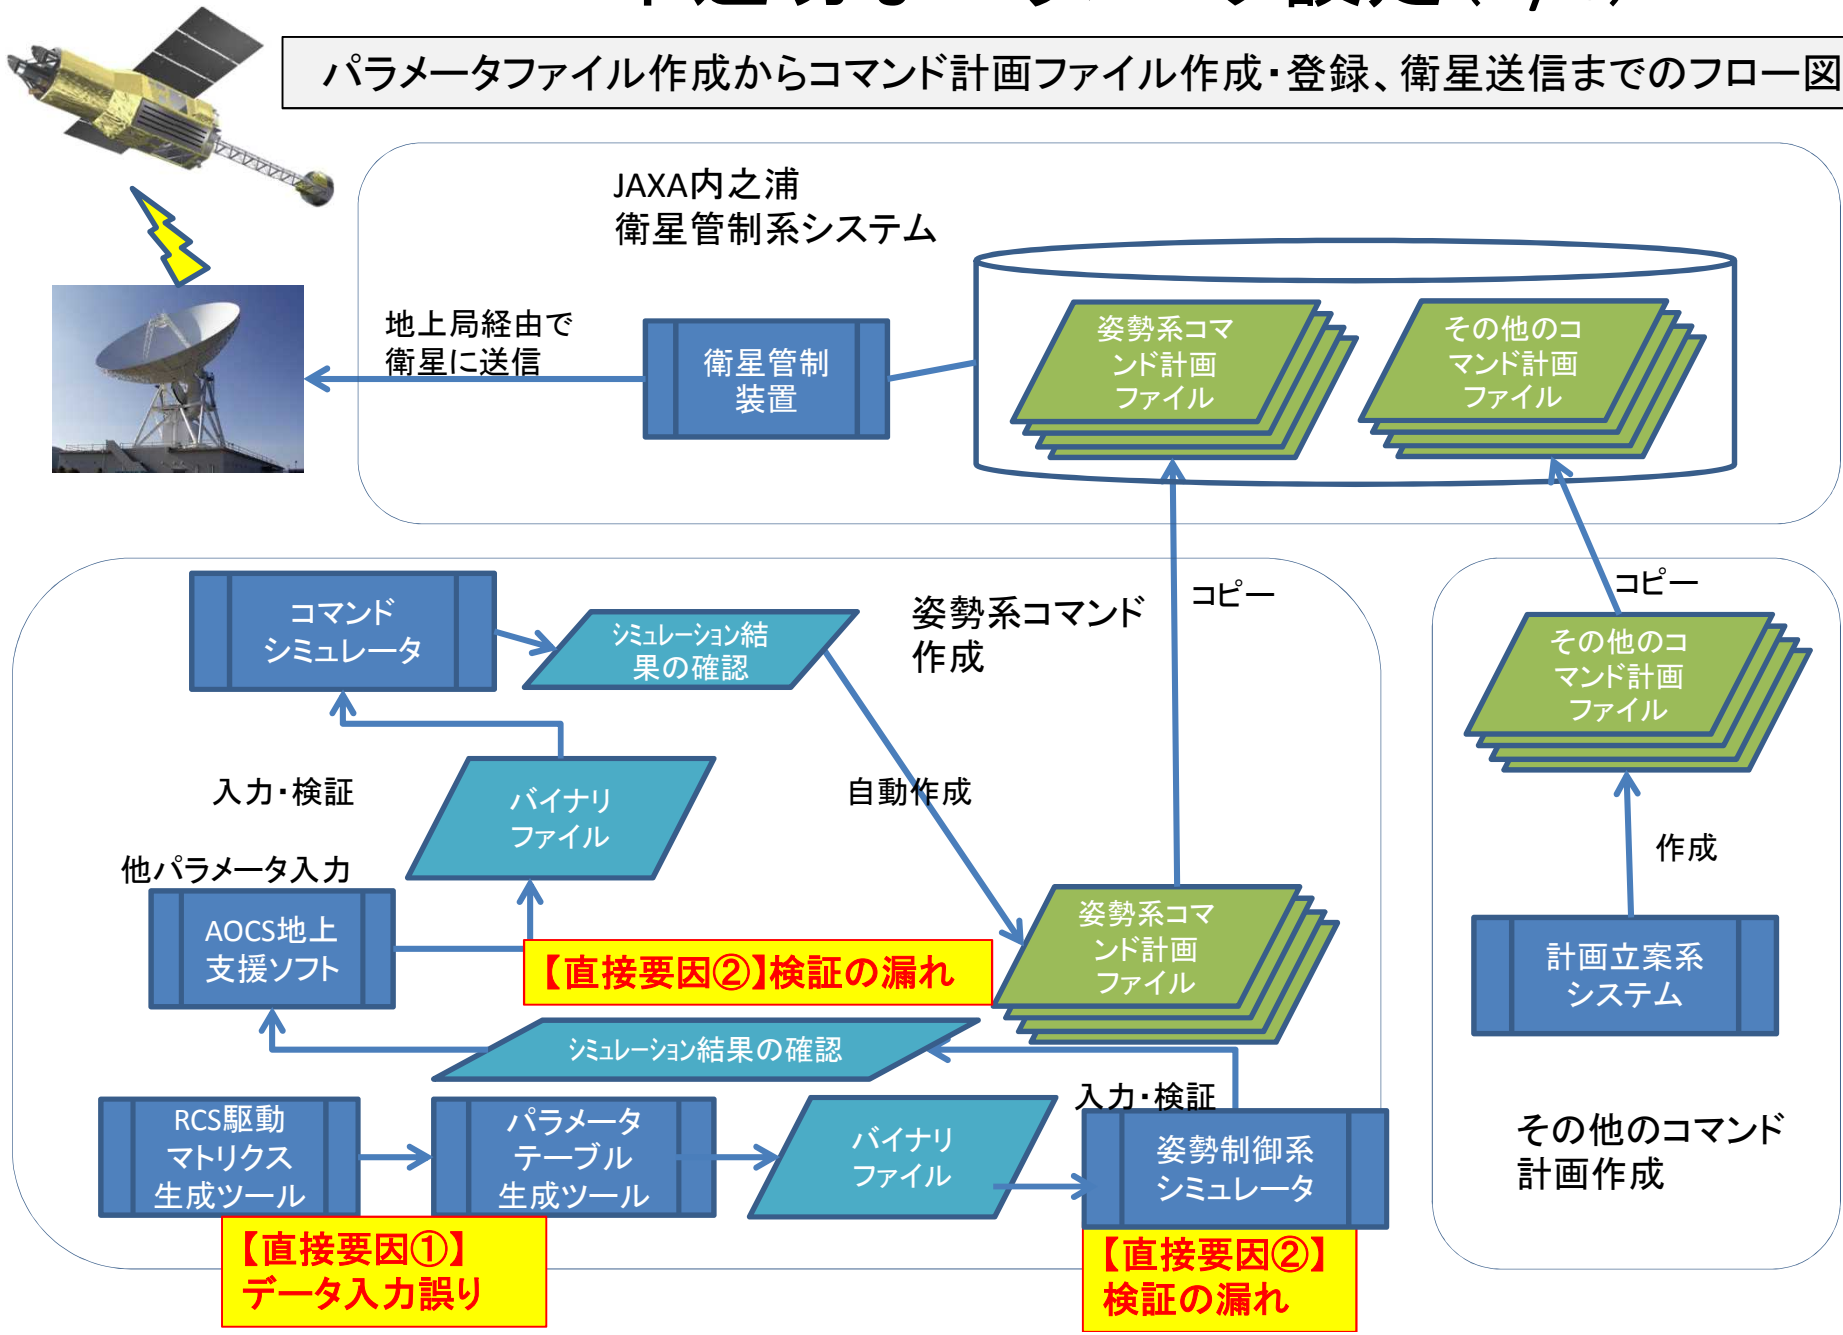 パラメータファイル作成からコマンド計画ファイル作成・登録、衛星送信までのフロー図
JAXA内之浦
衛星管制系システム
地上局経由で
衛星に送信
衛星管制
装置
姿勢系コマ
ンド計画
ファイル
その他のコ
マンド計画
ファイル
コマンド
シミュレータ
シミュレーション結
果の確認
姿勢系コマンド
作成
コピー
コピー
その他のコ
マンド計画
ファイル
入力・検証
バイナリ
ファイル
自動作成
作成
他パラメータ入力
AOCS地上
支援ソフト
【直接要因②】検証の漏れ
姿勢系コマ
ンド計画
ファイル
計画立案系
システム
シミュレーション結果の確認
入力・検証
RCS駆動
マトリクス
生成ツール
パラメータ
テーブル
生成ツール
バイナリ
ファイル
姿勢制御系
シミュレータ
その他のコマンド
計画作成
【直接要因①】
データ入力誤り
【直接要因②】
検証の漏れ